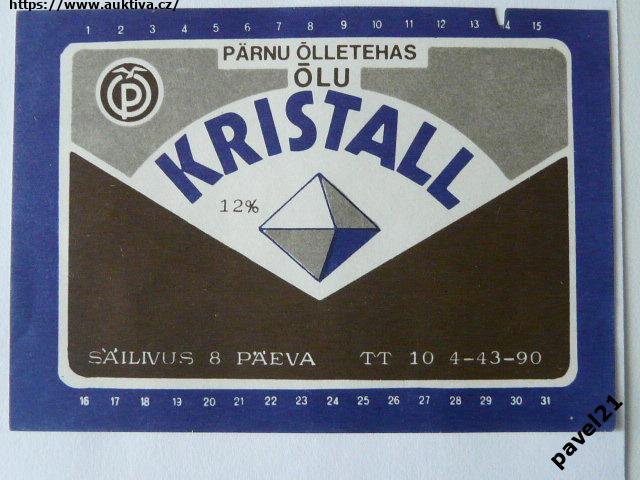 https://www.auktiva.cz/
1 2 3 4 5 6 7 8 9 10 11 12 13 14 15
PÄRNU ÕLLETEHAS
ÕLU
KRISTALL
12%
SÄILIVUS 8 PÄEVA TT 10 4-43-90
16 17 18 19 20 21 22 23 24 25 26 27 28 29 30 31
pavel21